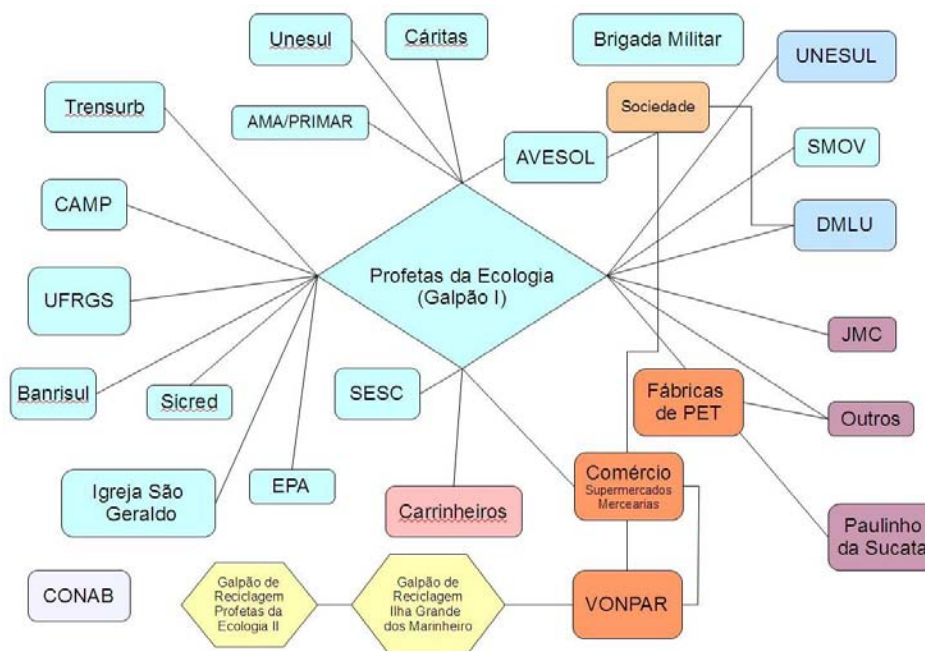 Unesul
Cáritas
Brigada Militar
UNESUL
Trensurb
AMA/PRIMAR
Sociedade
AVESOL
SMOV
CAMP
DMLU
Profetas da Ecologia
(Galpão I)
UFRGS
JMC
Banrisul
Sicred
SESC
Fábricas
de PET
Outros
Igreja São
Geraldo
EPA
Carrinheiros
Comércio
Supermercados
Mercearias
Paulinho
da Sucata
CONAB
Galpão de
Reciclagem
Profetas da
Ecologia II
Galpão de
Reciclagem
Ilha Grande
dos Marinheiro
VONPAR